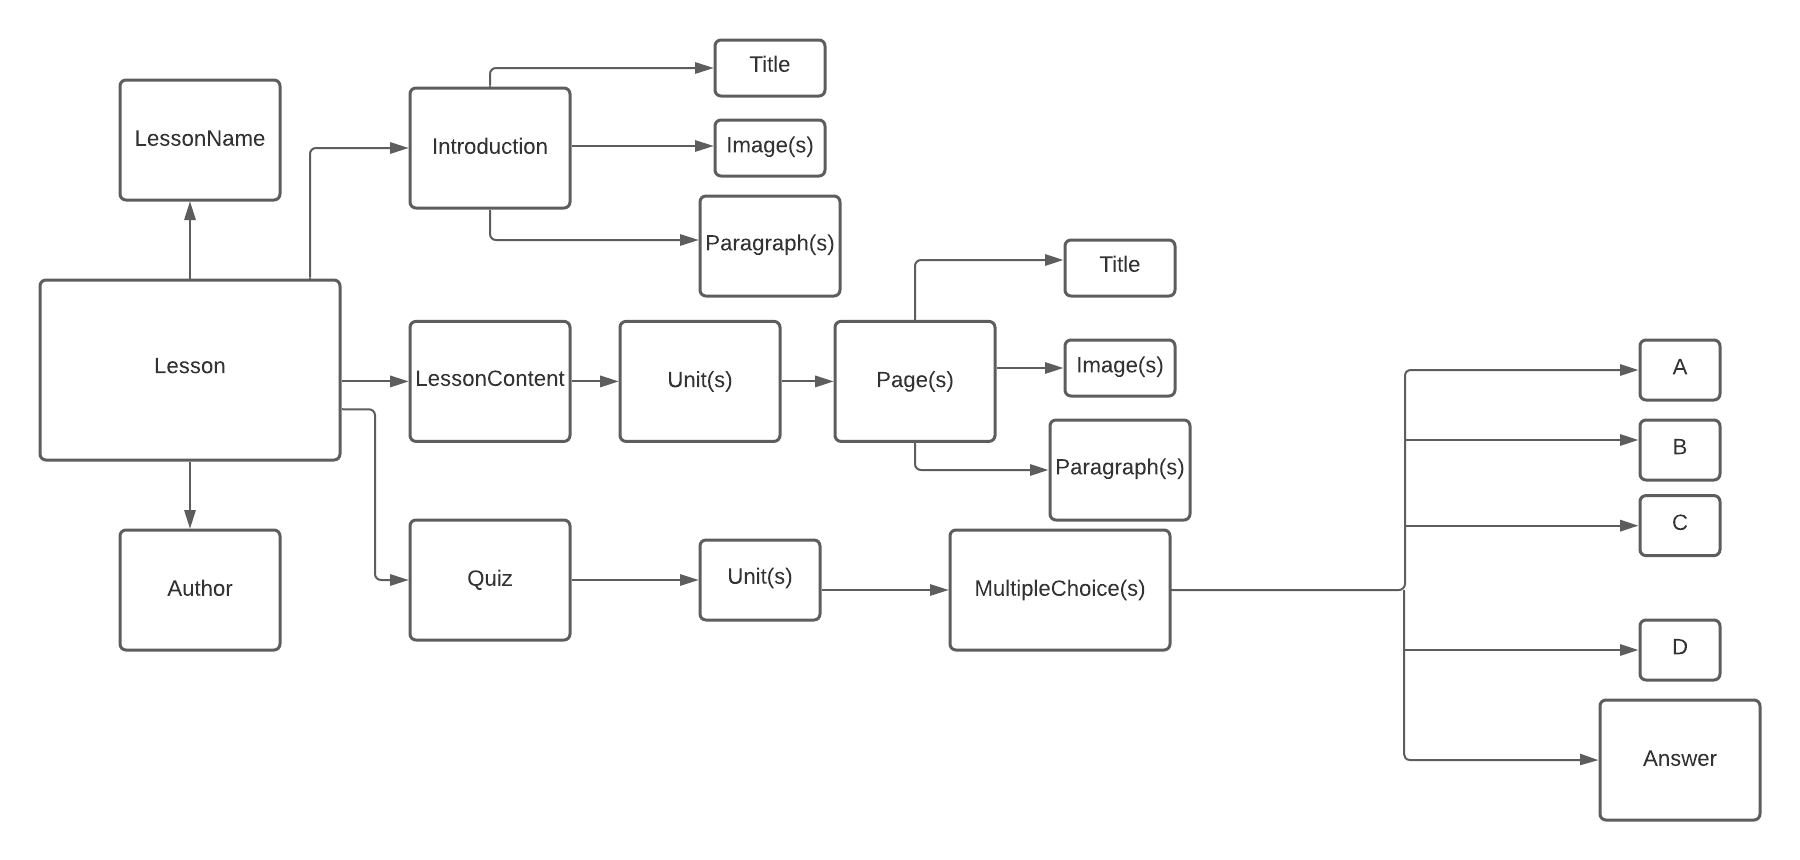 Title
LessonName
Introduction
Image(s)
Paragraph(s)
Title
Lesson
LessonContent
Unit(s)
Page(s)
Image(s)
A
Paragraph(s)
B
C
Author
Quiz
Unit(s)
MultipleChoice(s)
D
Answer